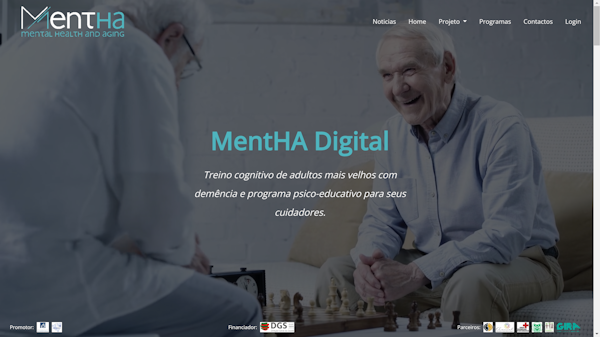 MentHA
mental health and aging
Notícias Home Projeto Programas Contactos Login
MentHA Digital
Treino cognitivo de adultos mais velhos com
demência e programa psico-educativo para seus
cuidadores.
Promotor: Financiador: DGS Parceiros: GIRA